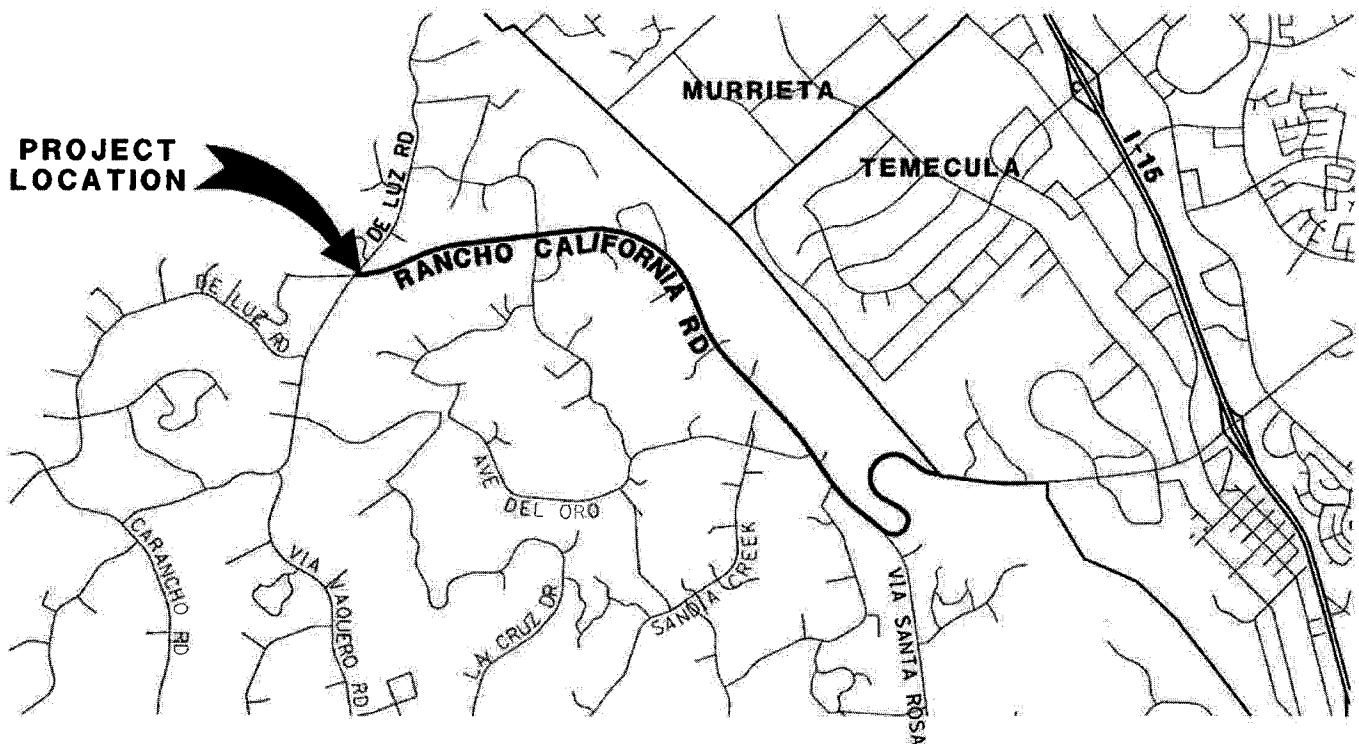 MURRIETA
PROJECT
LOCATION
TEMECULA
I-15
DE LUZ RD
RANCHO CALIFORNIA RD
DE LUZ RD
AVE DEL ORO
CARANCHO RD
VIA VAQUERO RD
LA CRUZ DR
SANDIA CREEK
VIA SANTA ROSA